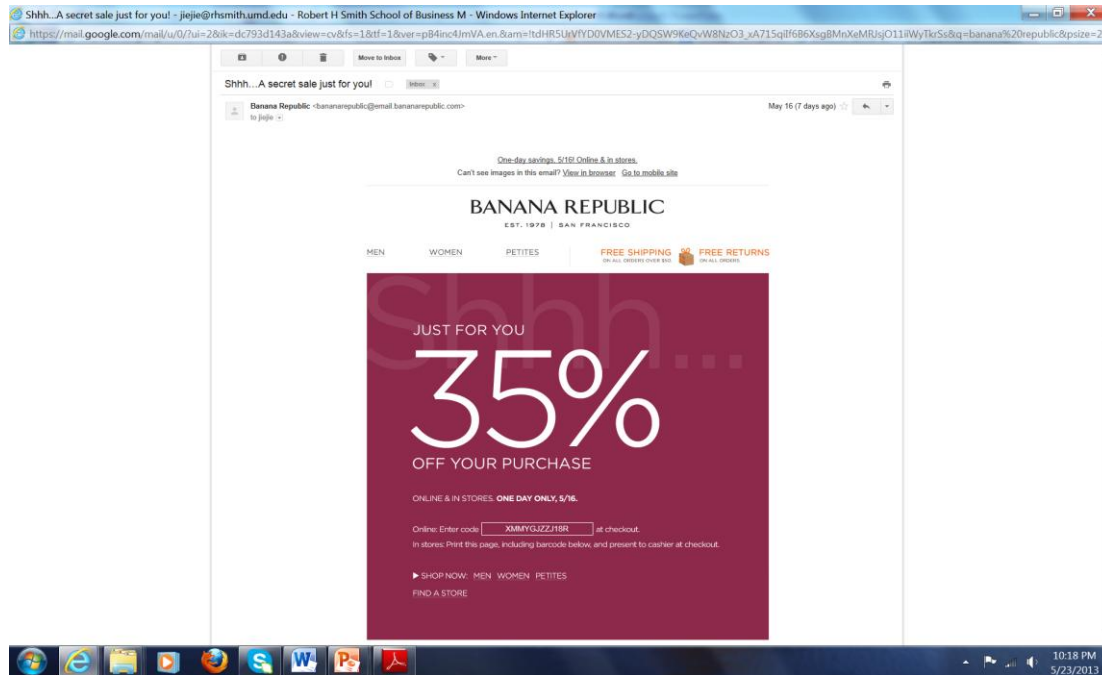 Shhh...A secret sale just for you! - jiejie@rhsmith.umd.edu - Robert H Smith School of Business M - Windows Internet Explorer
Move to Inbox
More
Shhh...A secret sale just for you!
Inbox x
Banana Republic <bananarepublic@email.bananarepublic.com>
May 16 (7 days ago)
to jiejie
One-day savings, 5/16! Online & in stores.
Can't see images in this email? View in browser Go to mobile site
BANANA REPUBLIC
EST. 1978 | SAN FRANCISCO
MEN WOMEN PETITES FREE SHIPPING FREE RETURNS
ON ALL ORDERS OVER $50 ON ALL ORDERS
Shhh...
JUST FOR YOU
35%
OFF YOUR PURCHASE
ONLINE & IN STORES. ONE DAY ONLY, 5/16.
Online: Enter code XMMYGJZZJ18R at checkout.
In stores: Print this page, including barcode below, and present to cashier at checkout.
SHOP NOW: MEN WOMEN PETITES
FIND A STORE
10:18 PM
5/23/2013